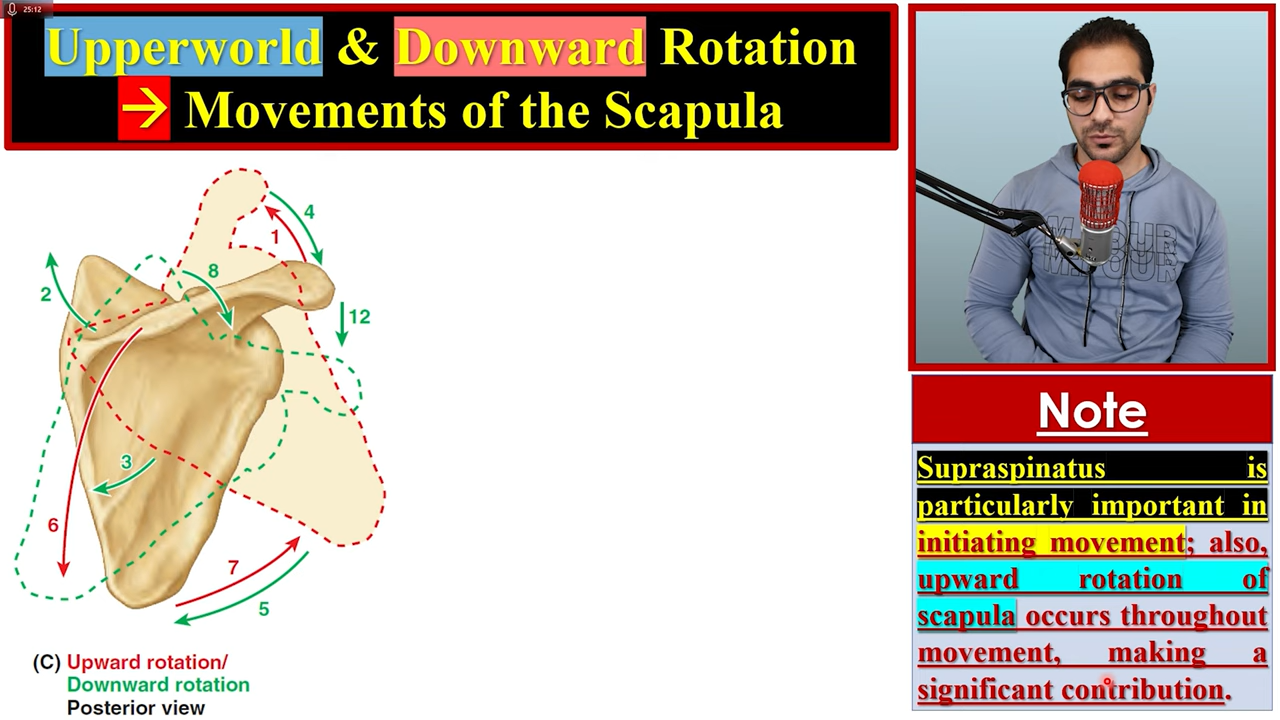 25:12
Upperworld & Downward Rotation
→ Movements of the Scapula
4
1
8
2
12
3
6
7
5
(C) Upward rotation/
Downward rotation
Posterior view
Note
Supraspinatus is
particularly important in
initiating movement; also,
upward rotation of
scapula occurs throughout
movement, making a
significant contribution.